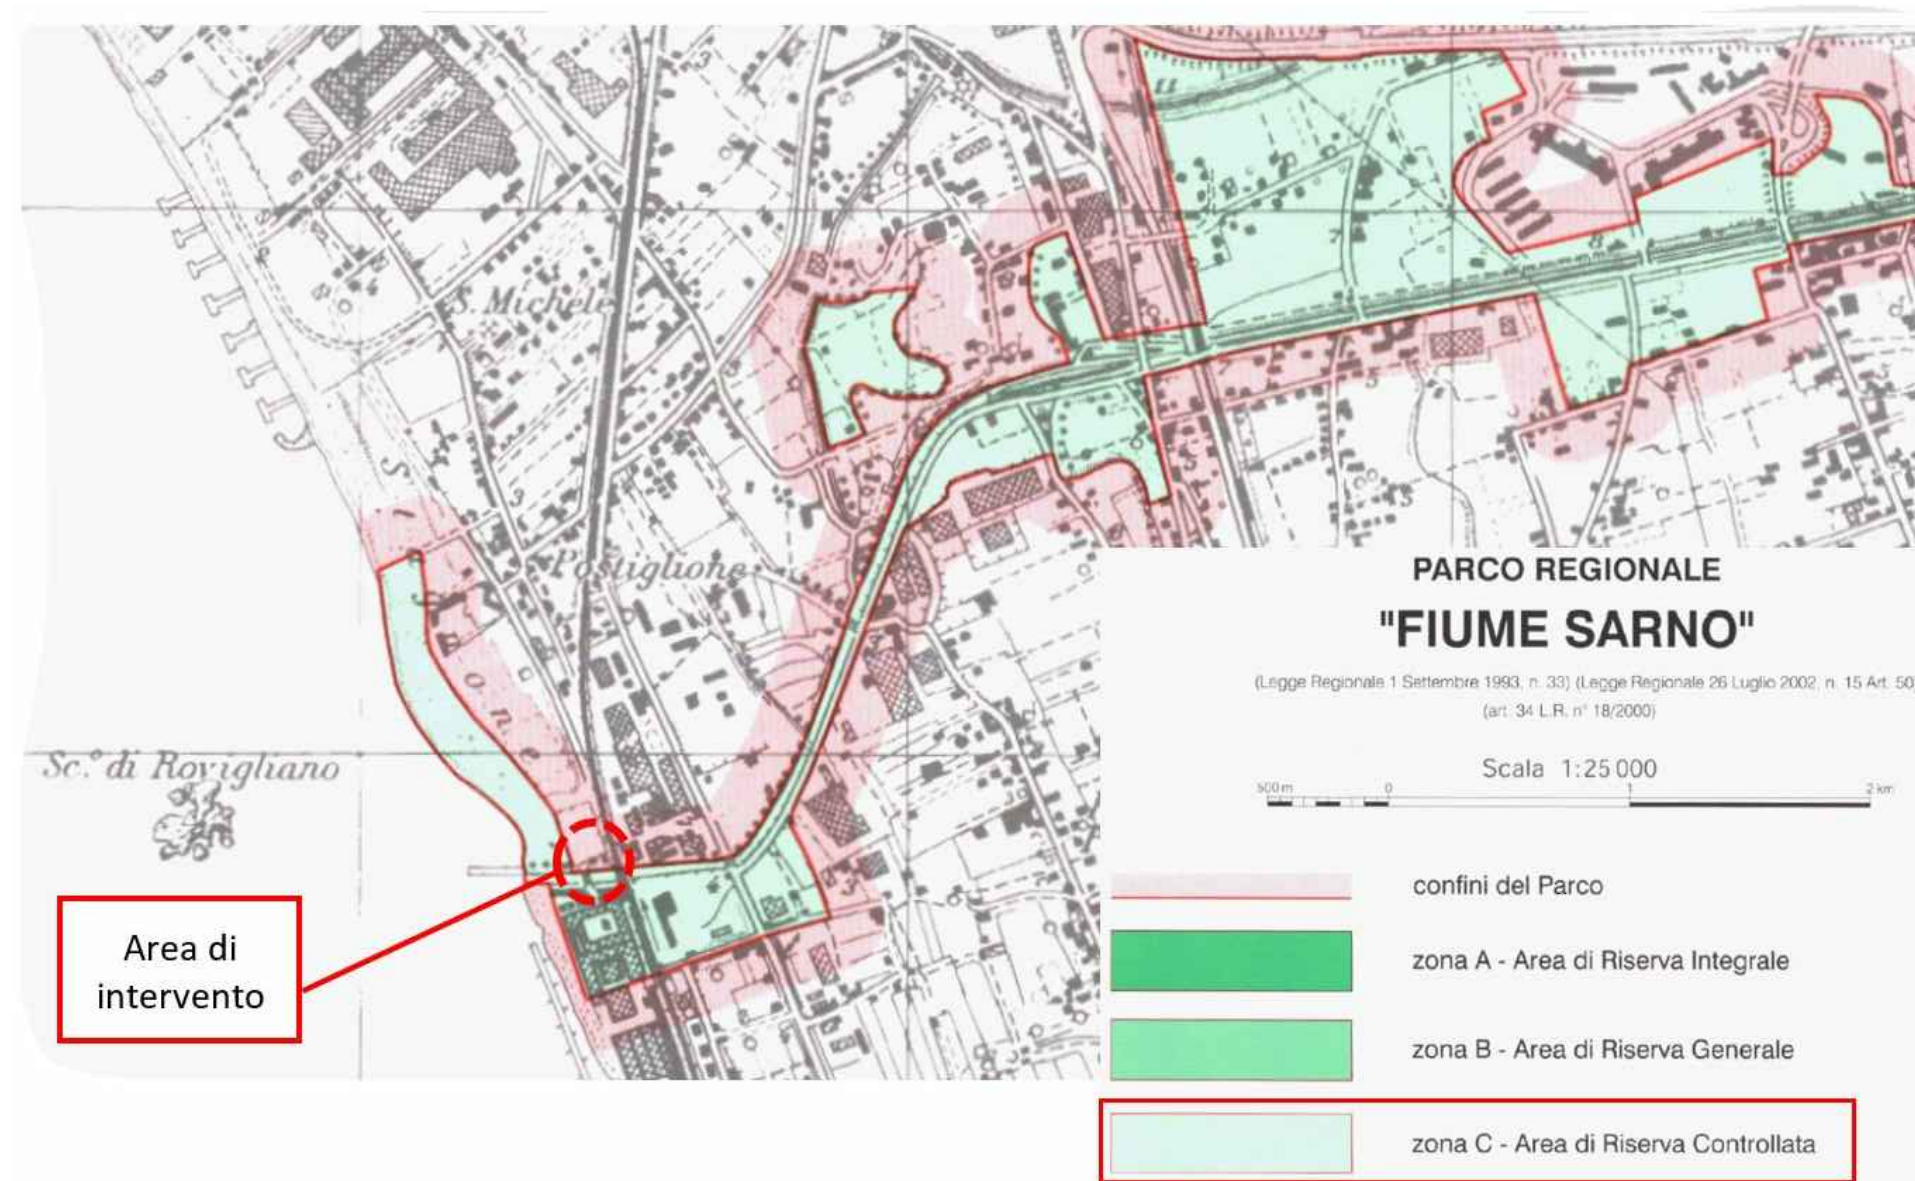 S. Michele
Postiglione
Sc.º di Rovigliano
Area di
intervento
PARCO REGIONALE
"FIUME SARNO"
(Legge Regionale 1 Settembre 1993, n. 33) (Legge Regionale 26 Luglio 2002, n. 15 Art. 50)
(art. 34 L.R. n° 18/2000)
Scala 1:25 000
500 m 0 1 2 km
confini del Parco
zona A - Area di Riserva Integrale
zona B - Area di Riserva Generale
zona C - Area di Riserva Controllata